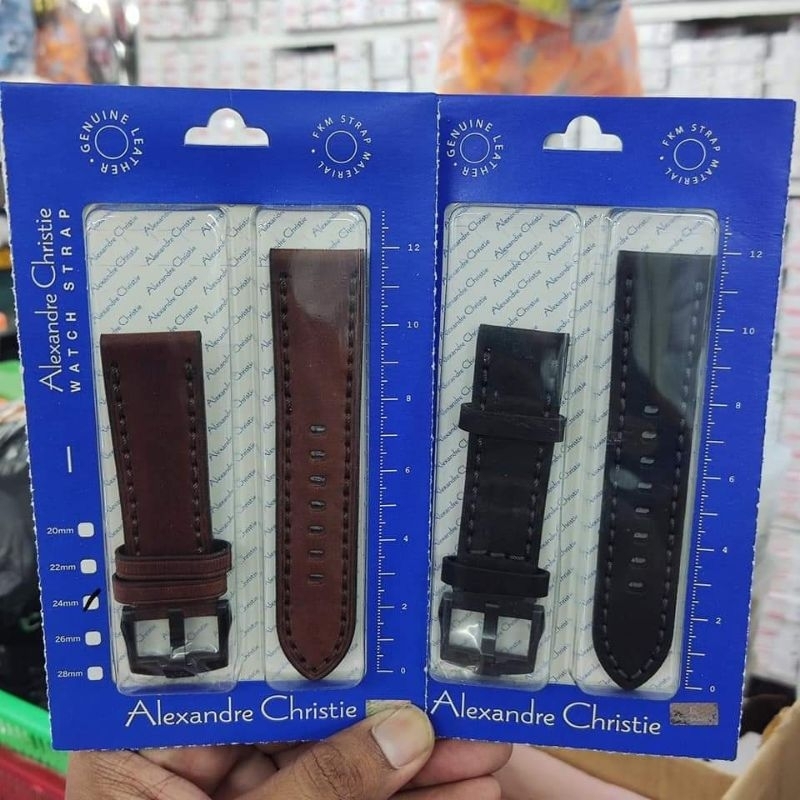 • GENUINE • LEATHER
• FKM STRAP • MATERIAL
Alexandre Christie
WATCH STRAP
12
10
8
6
4
2
0
20mm
22mm
24mm
26mm
28mm
Alexandre Christie
GENUINE LEATHER •
FKM STRAP • MATERIAL
12
10
8
6
4
2
0
Alexandre Christie